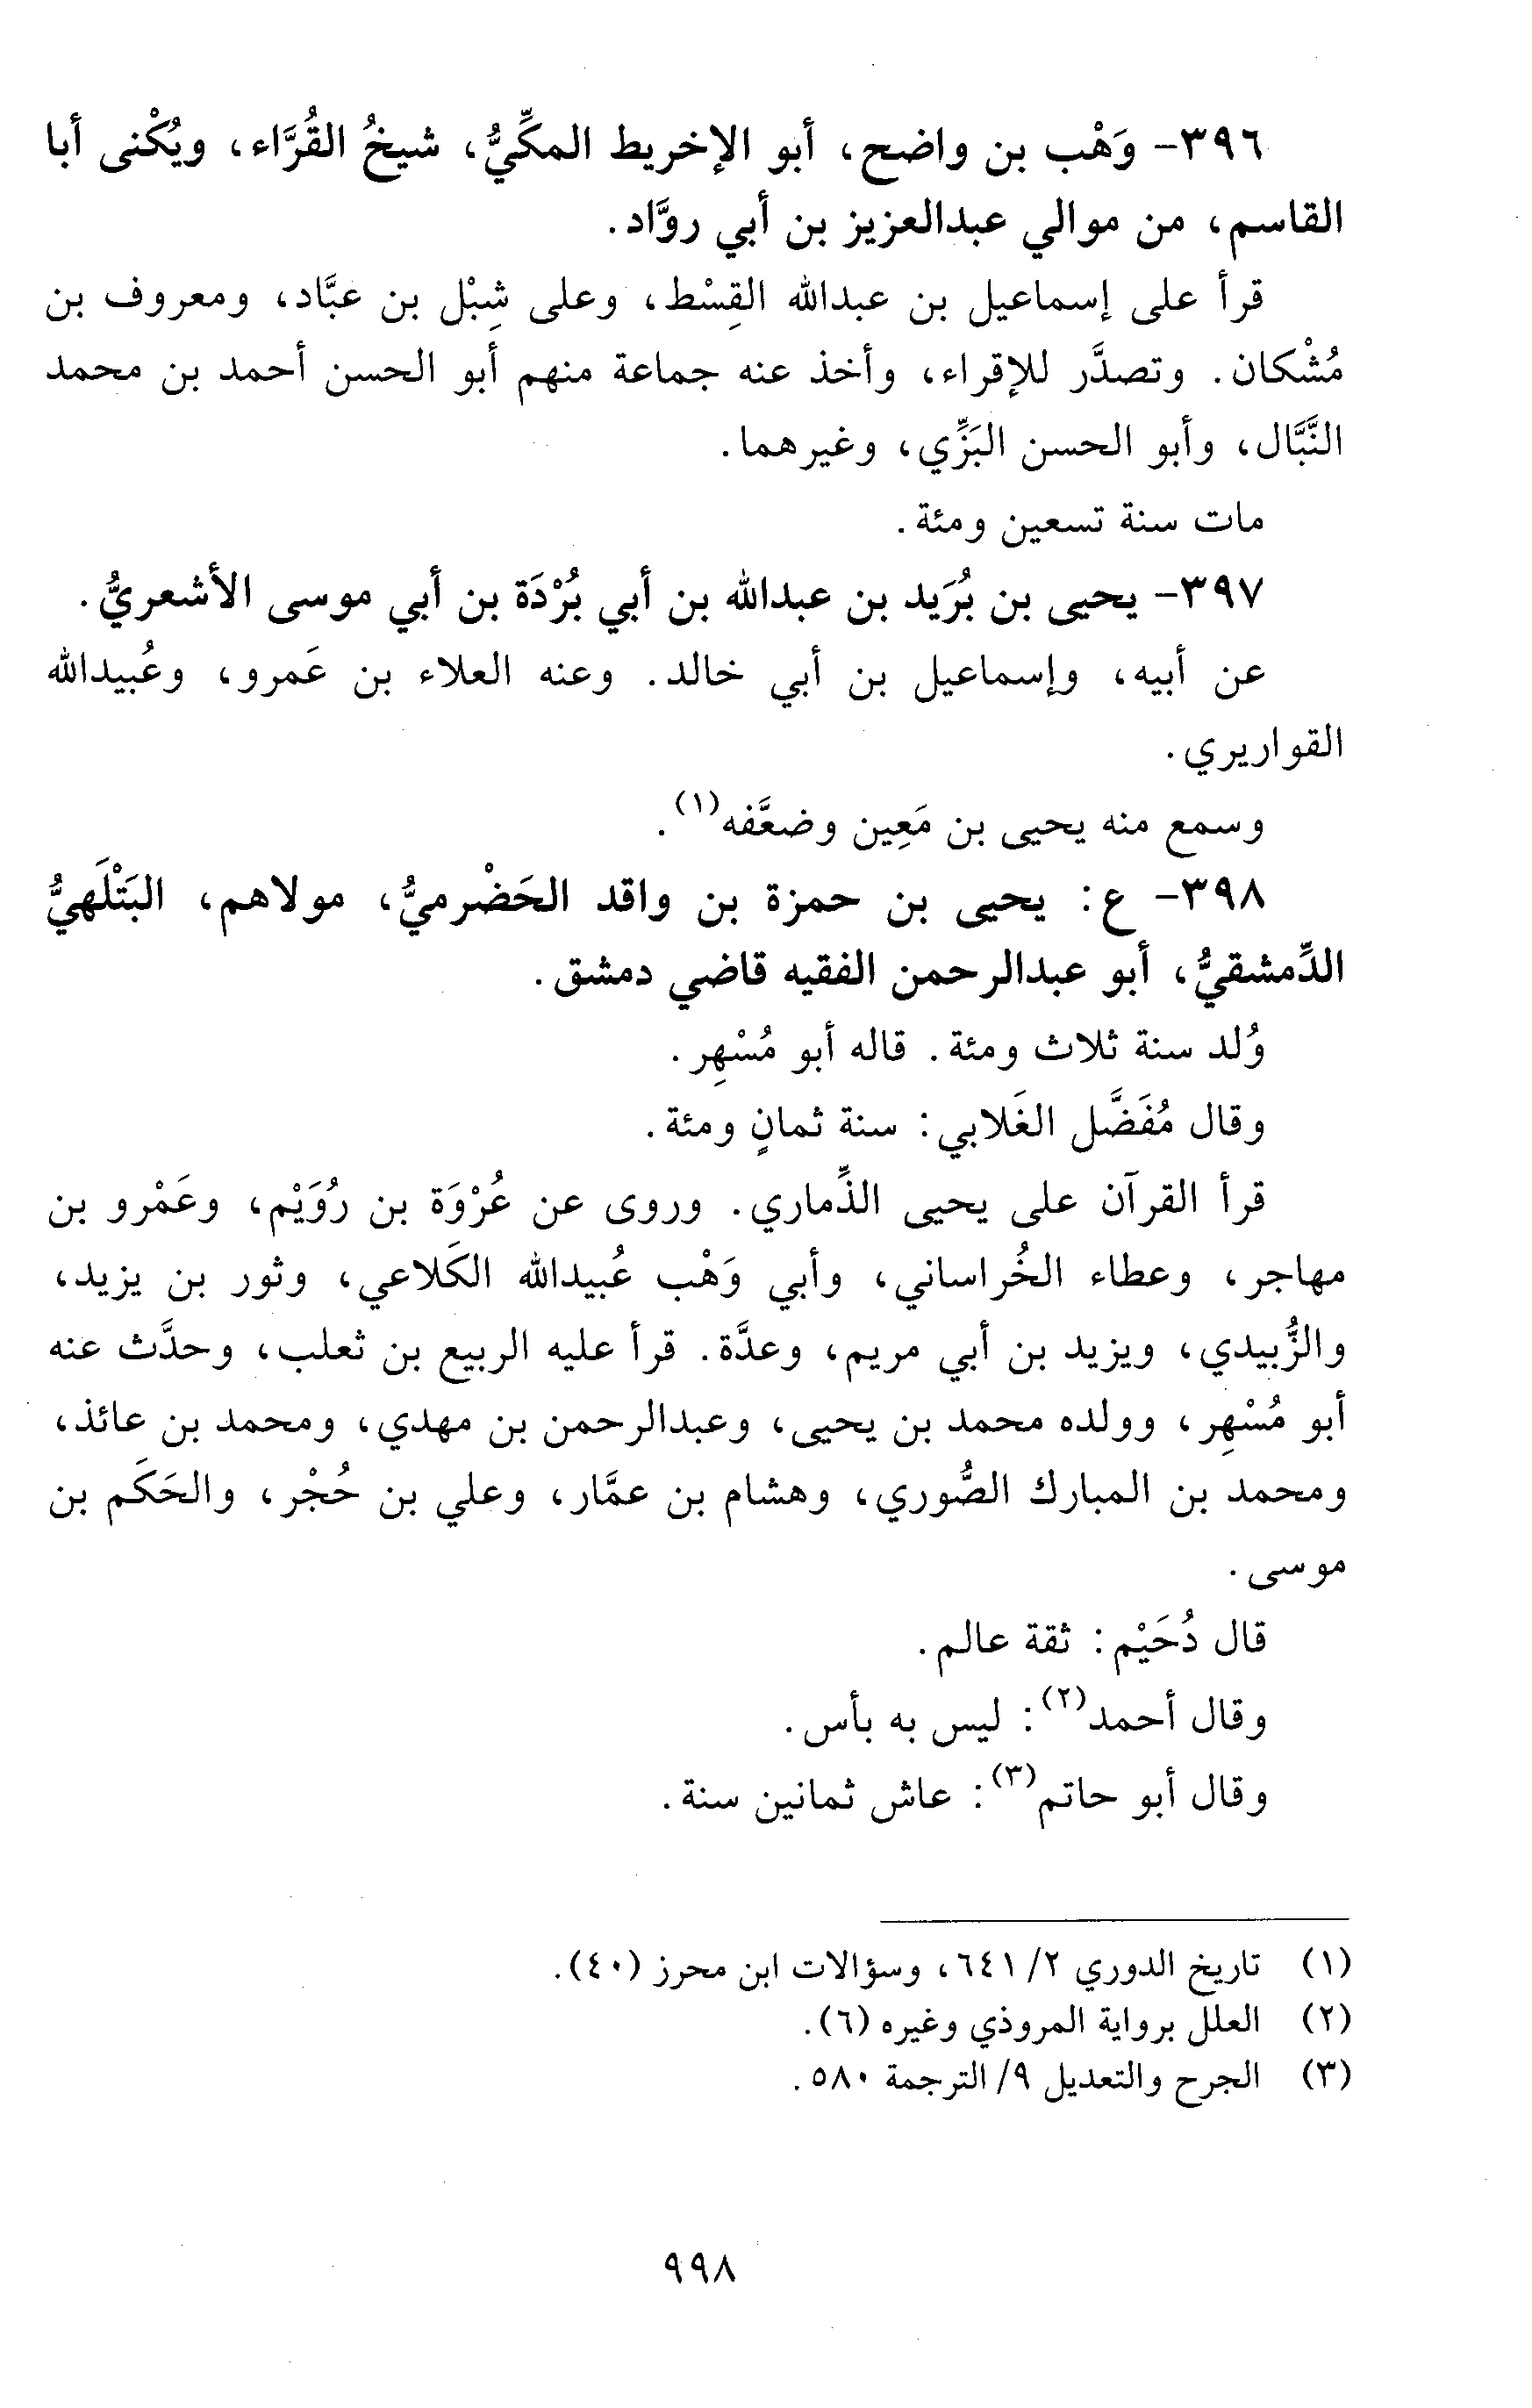 ٣٩٦- وَهْب بن واضح، أبو الإخريط المكِّيُّ، شيخُ القُرَّاء، ويُكْنى أبا
القاسم، من موالي عبدالعزيز بن أبي روَّاد.
قرأ على إسماعيل بن عبدالله القِسْط، وعلى شِبْل بن عبَّاد، ومعروف بن
مُشْكان. وتصدَّر للإقراء، وأخذ عنه جماعة منهم أبو الحسن أحمد بن محمد
النَّبَّال، وأبو الحسن البَزِّي، وغيرهما.
مات سنة تسعين ومئة.
٣٩٧- يحيى بن بُرَيد بن عبدالله بن أبي بُرْدَة بن أبي موسى الأشعريُّ.
عن أبيه، وإسماعيل بن أبي خالد. وعنه العلاء بن عَمرو، وعُبيدالله
القواريري.
وسمع منه يحيى بن مَعِين وضعَّفه(١).
٣٩٨- ع: يحيى بن حمزة بن واقد الحَضْرميُّ، مولاهم، البَتْلَهيُّ
الدِّمشقيُّ، أبو عبدالرحمن الفقيه قاضي دمشق.
وُلد سنة ثلاث ومئة. قاله أبو مُسْهِر.
وقال مُفَضَّل الغَلابي: سنة ثمانٍ ومئة.
قرأ القرآن على يحيى الذِّماري. وروى عن عُرْوَة بن رُوَيْم، وعَمْرو بن
مهاجر، وعطاء الخُراساني، وأبي وَهْب عُبيدالله الكَلاعي، وثور بن يزيد،
والزُّبيدي، ويزيد بن أبي مريم، وعدَّة. قرأ عليه الربيع بن ثعلب، وحدَّث عنه
أبو مُسْهِر، وولده محمد بن يحيى، وعبدالرحمن بن مهدي، ومحمد بن عائذ،
ومحمد بن المبارك الصُّوري، وهشام بن عمَّار، وعلي بن حُجْر، والحَكَم بن
موسى.
قال دُحَيْم: ثقة عالم.
وقال أحمد(٢): ليس به بأس.
وقال أبو حاتم(٣): عاش ثمانين سنة.
(١) تاريخ الدوري ٢/ ٦٤١، وسؤالات ابن محرز (٤٠).
(٢) العلل برواية المروذي وغيره (٦).
(٣) الجرح والتعديل ٩/ الترجمة ٥٨٠.
٩٩٨